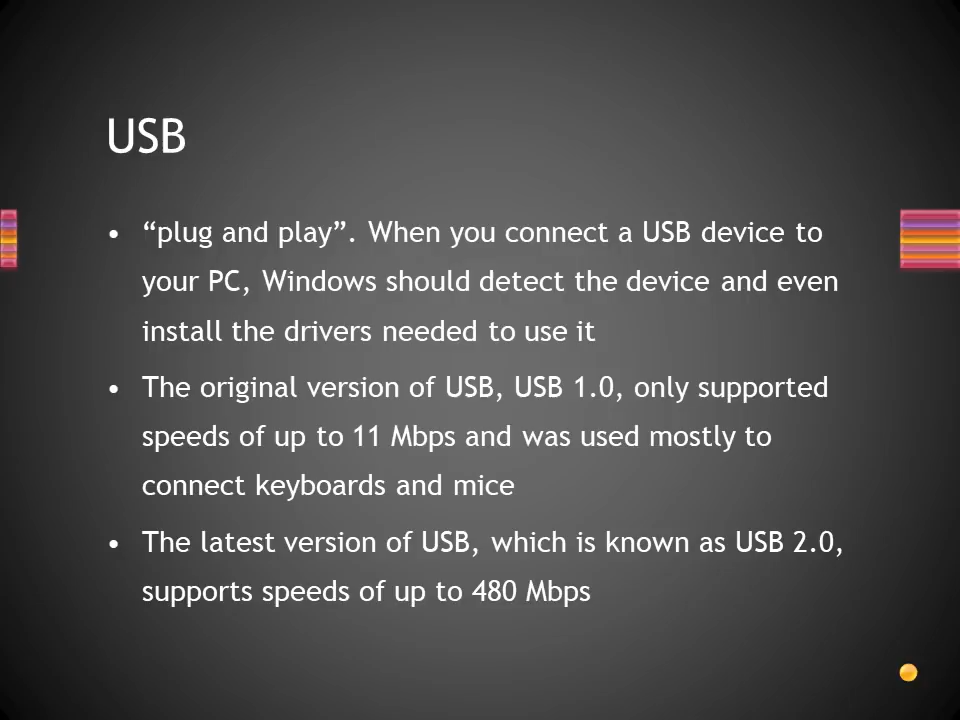 USB
• “plug and play”. When you connect a USB device to
your PC, Windows should detect the device and even
install the drivers needed to use it
• The original version of USB, USB 1.0, only supported
speeds of up to 11 Mbps and was used mostly to
connect keyboards and mice
• The latest version of USB, which is known as USB 2.0,
supports speeds of up to 480 Mbps